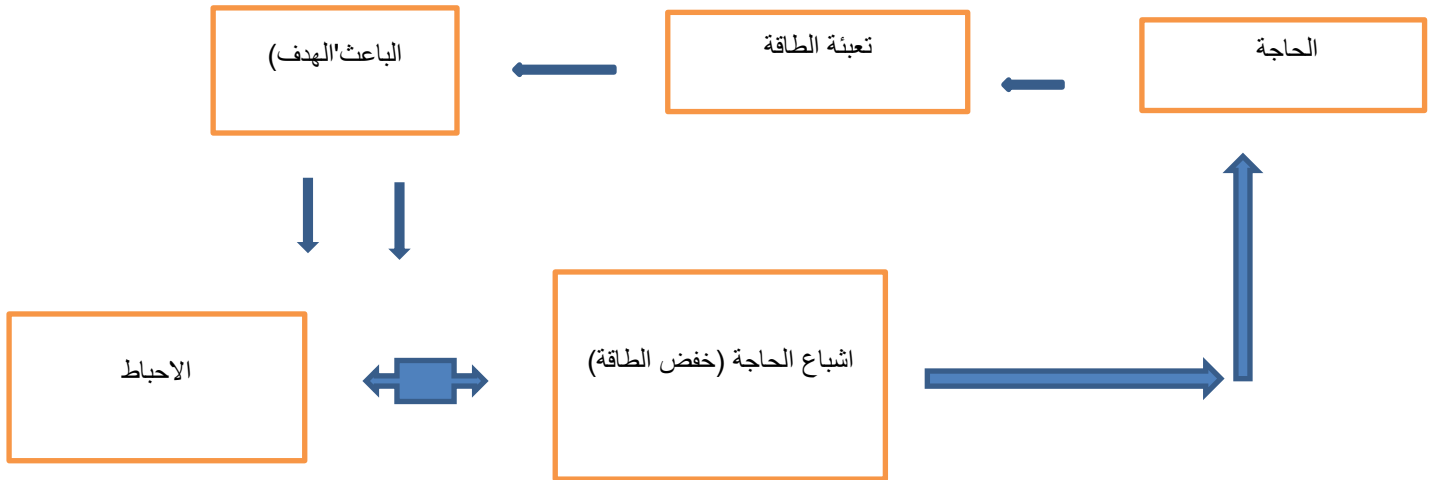 الحاجة
تعبئة الطاقة
الباعث'الهدف)
اشباع الحاجة (خفض الطاقة)
الاحباط